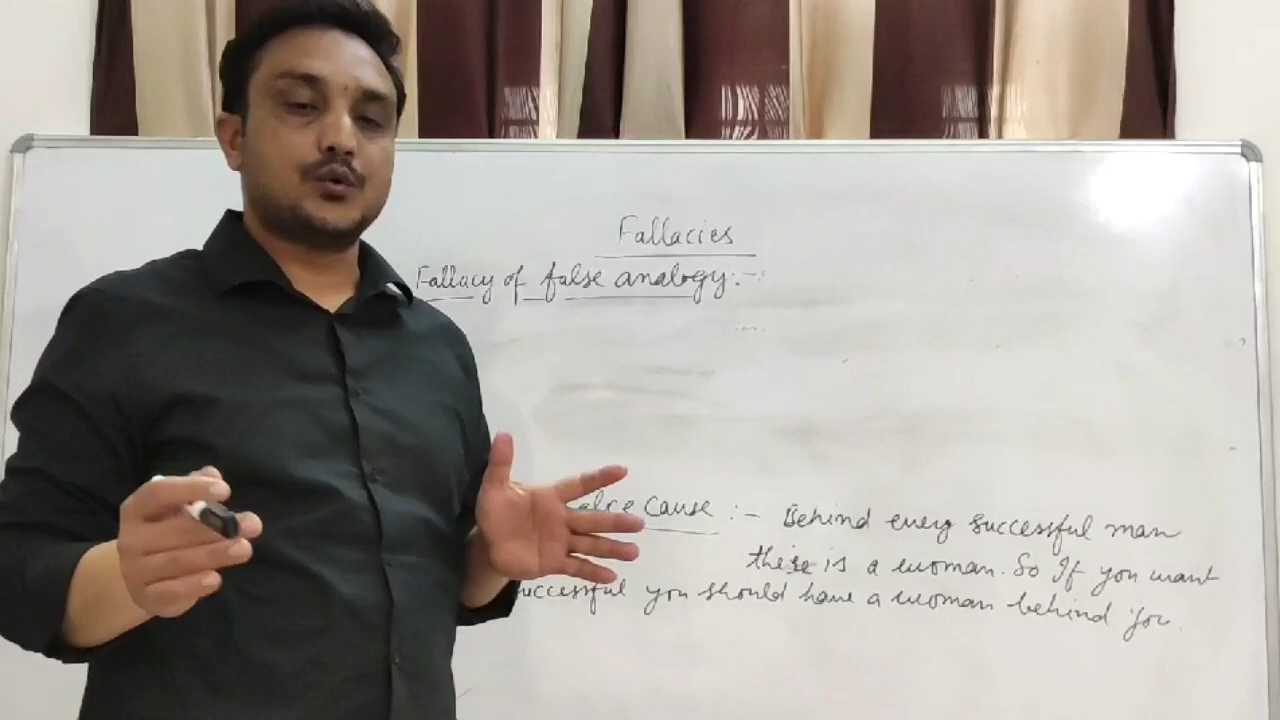 Fallacies
Fallacy of false analogy:-
Cause :- Behind every successful man
there is a woman. So If you want
you should have a woman behind you.